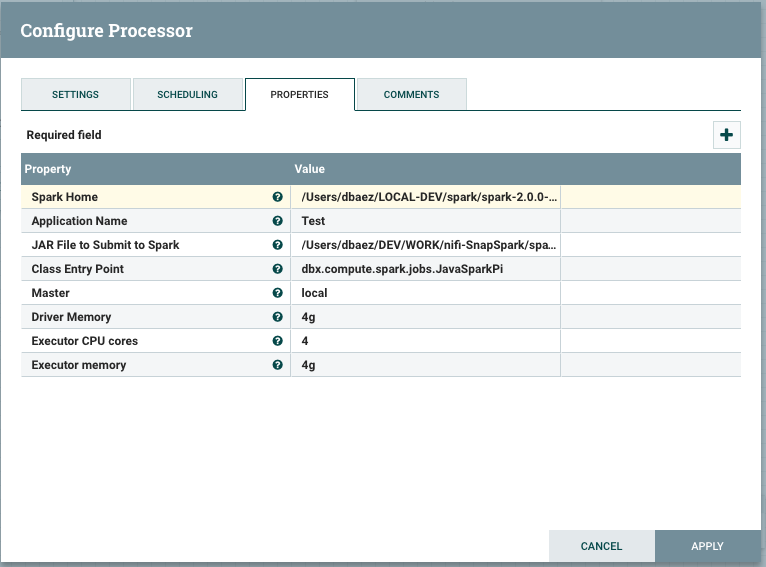 Configure Processor
SETTINGS SCHEDULING PROPERTIES COMMENTS
Required field
Property Value
Spark Home /Users/dbaez/LOCAL-DEV/spark/spark-2.0.0-...
Application Name Test
JAR File to Submit to Spark /Users/dbaez/DEV/WORK/nifi-SnapSpark/spa...
Class Entry Point dbx.compute.spark.jobs.JavaSparkPi
Master local
Driver Memory 4g
Executor CPU cores 4
Executor memory 4g
CANCEL APPLY